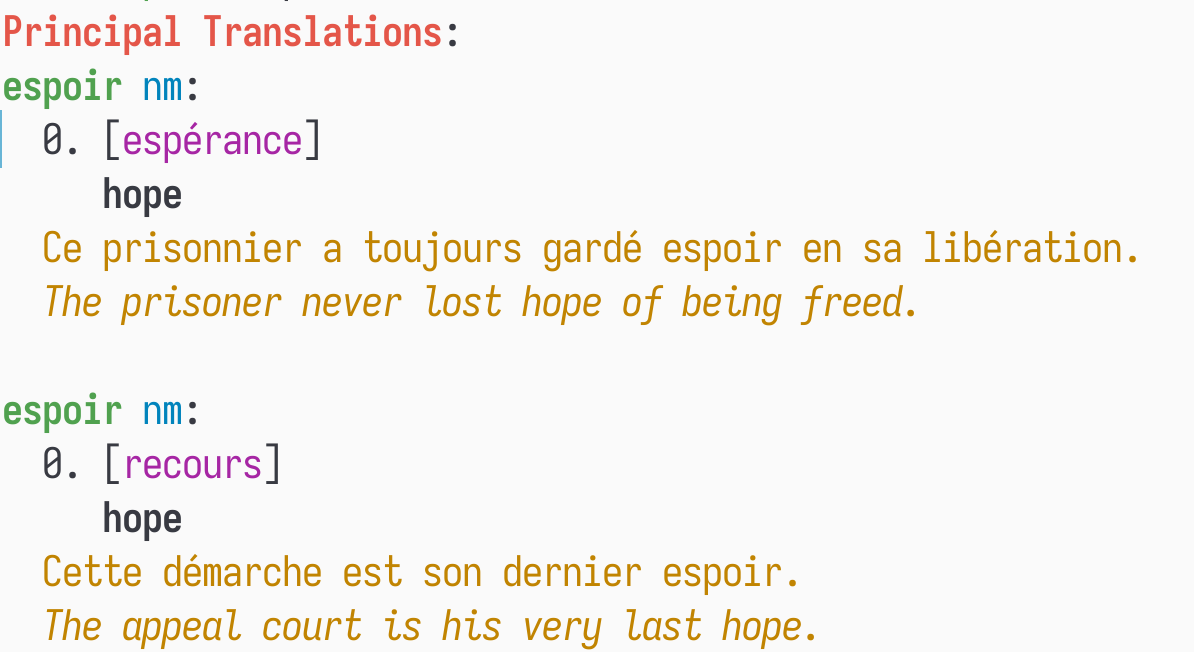 Principal Translations:
espoir nm:
0. [espérance]
hope
Ce prisonnier a toujours gardé espoir en sa libération.
The prisoner never lost hope of being freed.
espoir nm:
0. [recours]
hope
Cette démarche est son dernier espoir.
The appeal court is his very last hope.